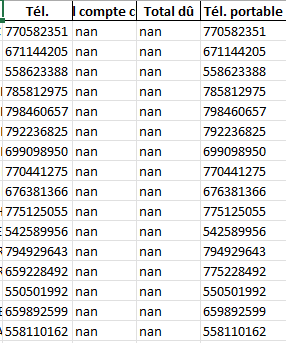 Tél. l compte c Total dû Tél. portable
770582351 nan nan 770582351
671144205 nan nan 671144205
558623388 nan nan 558623388
785812975 nan nan 785812975
798460657 nan nan 798460657
792236825 nan nan 792236825
699098950 nan nan 699098950
770441275 nan nan 770441275
676381366 nan nan 676381366
775125055 nan nan 775125055
542589956 nan nan 542589956
794929643 nan nan 794929643
659228492 nan nan 775228492
550501992 nan nan 550501992
659892599 nan nan 659892599
558110162 nan nan 558110162